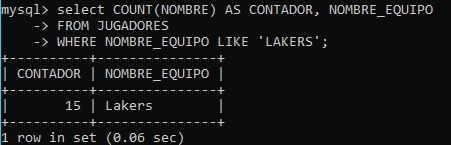 mysql> select COUNT(NOMBRE) AS CONTADOR, NOMBRE_EQUIPO
    -> FROM JUGADORES
    -> WHERE NOMBRE_EQUIPO LIKE 'LAKERS';
+----------+---------------+
| CONTADOR | NOMBRE_EQUIPO |
+----------+---------------+
|       15 | Lakers        |
+----------+---------------+
1 row in set (0.06 sec)